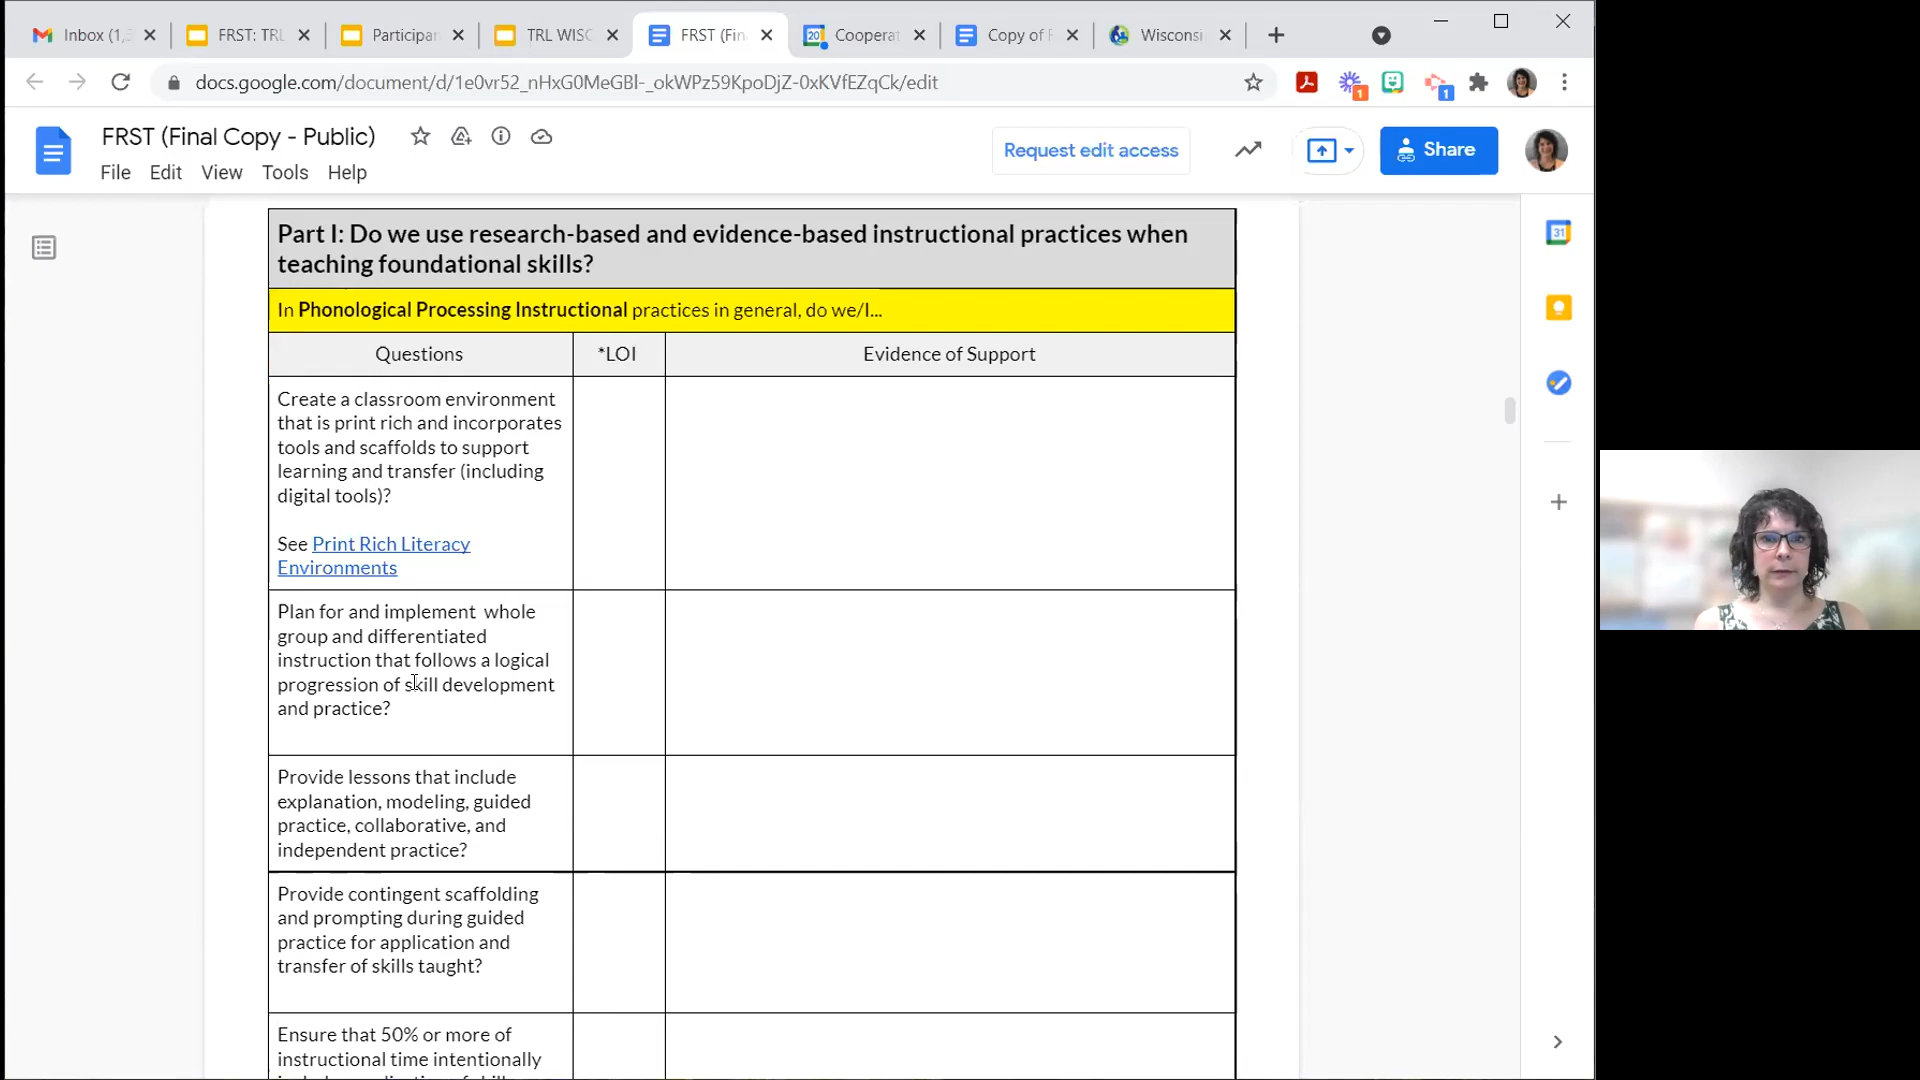 Inbox (1,3
FRST: TRL
Participan
TRL WISC
FRST (Fin
20
Cooperat
Copy of F
Wisconsi
docs.google.com/document/d/1e0vr52_nHxG0MeGBl-_okWPz59KpoDjZ-0xKVfEZqCk/edit
1
1
FRST (Final Copy - Public)
File Edit View Tools Help
Request edit access
Share
31
Part I: Do we use research-based and evidence-based instructional practices when
teaching foundational skills?
In Phonological Processing Instructional practices in general, do we/I...
Questions
*LOI
Evidence of Support
Create a classroom environment
that is print rich and incorporates
tools and scaffolds to support
learning and transfer (including
digital tools)?
See Print Rich Literacy
Environments
Plan for and implement whole
group and differentiated
instruction that follows a logical
progression of skill development
and practice?
Provide lessons that include
explanation, modeling, guided
practice, collaborative, and
independent practice?
Provide contingent scaffolding
and prompting during guided
practice for application and
transfer of skills taught?
Ensure that 50% or more of
instructional time intentionally